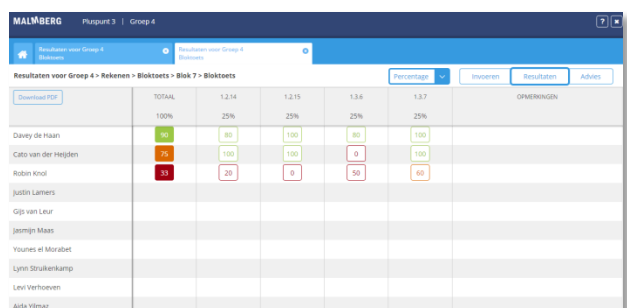 MALMBERG Pluspunt 3 | Groep 4 ?
Resultaten voor Groep 4
Bloktoets
Resultaten voor Groep 4
Bloktoets
Resultaten voor Groep 4 > Rekenen > Bloktoets > Blok 7 > Bloktoets Percentage Invoeren Resultaten Advies
Download PDF TOTAAL 1.2.14 1.2.15 1.3.6 1.3.7 OPMERKINGEN
100% 25% 25% 25% 25%
Davey de Haan 90 80 100 80 100
Cato van der Heijden 75 100 100 0 100
Robin Knol 33 20 0 50 60
Justin Lamers
Gijs van Leur
Jasmijn Maas
Younes el Morabet
Lynn Struikenkamp
Levi Verhoeven
Aida Yilmaz